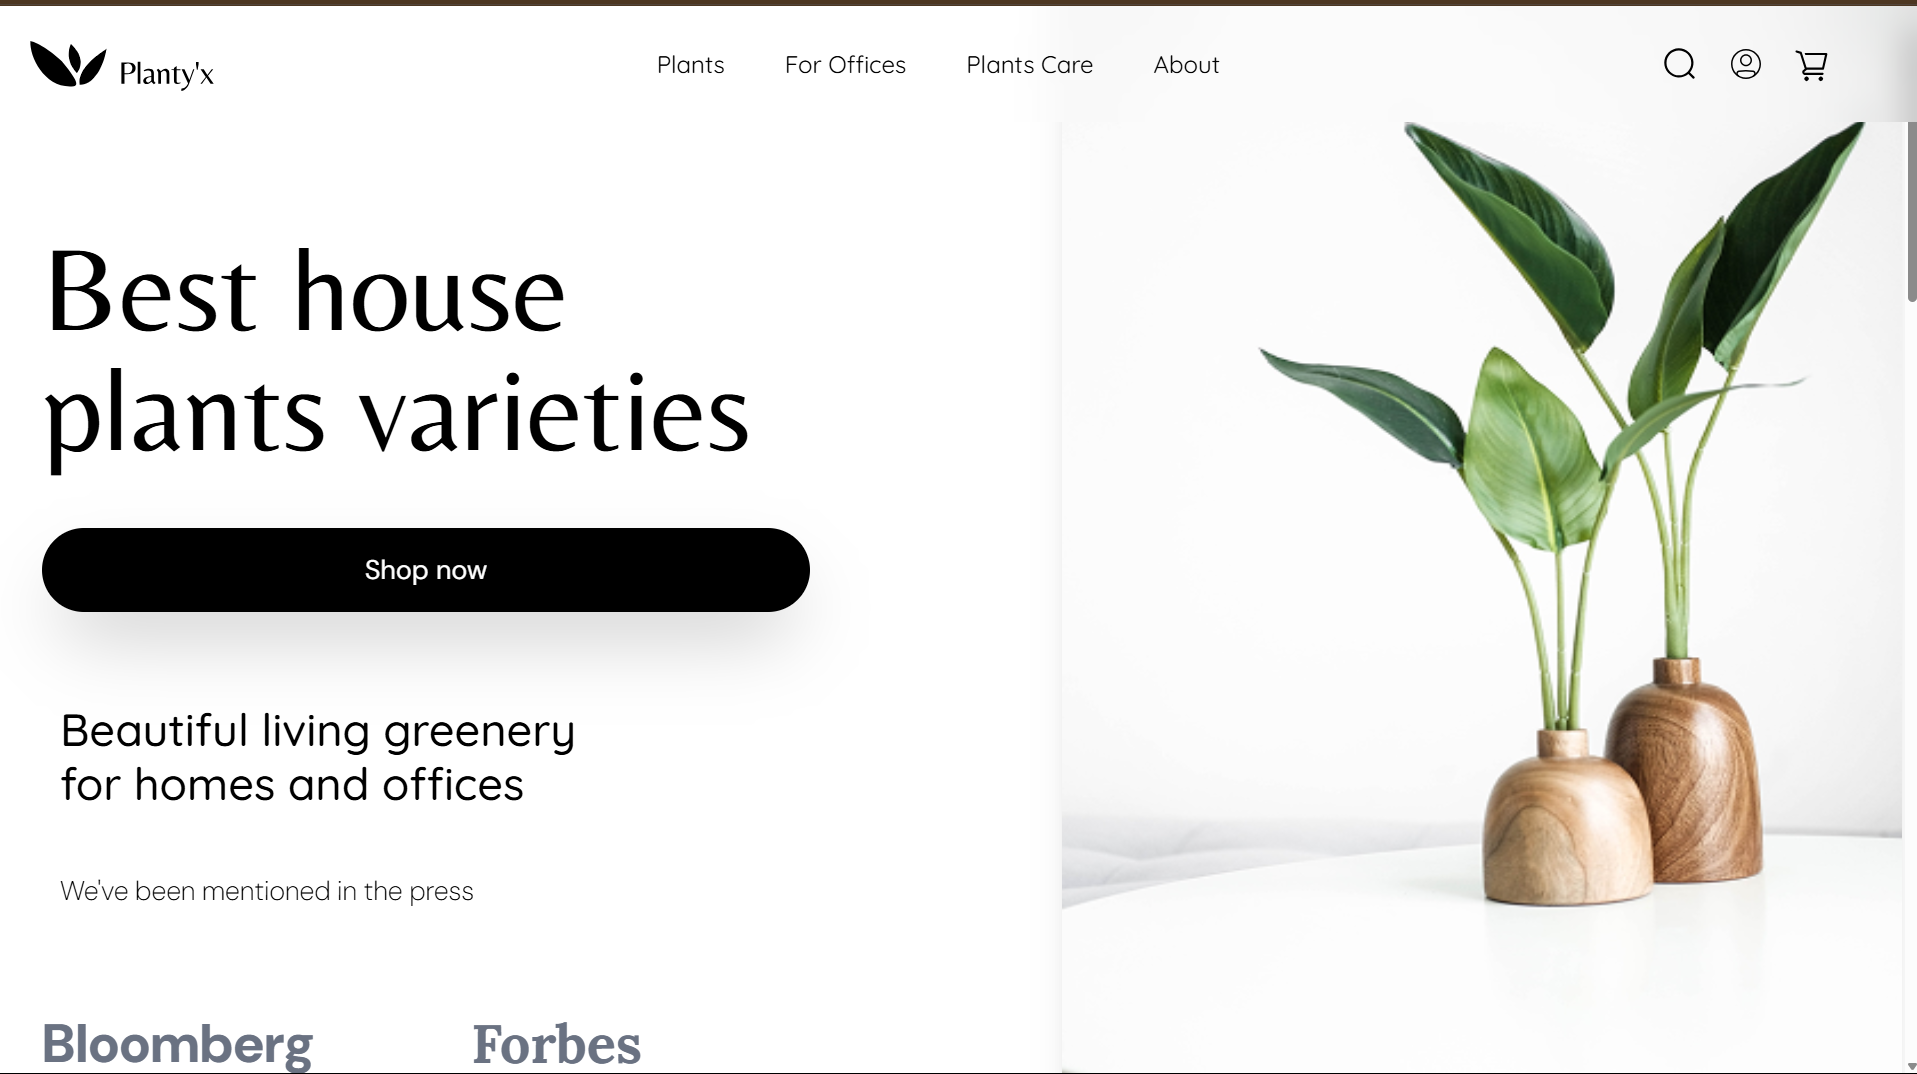 Planty'x
Plants
For Offices
Plants Care
About
Best house
plants varieties
Shop now
Beautiful living greenery
for homes and offices
We've been mentioned in the press
Bloomberg
Forbes